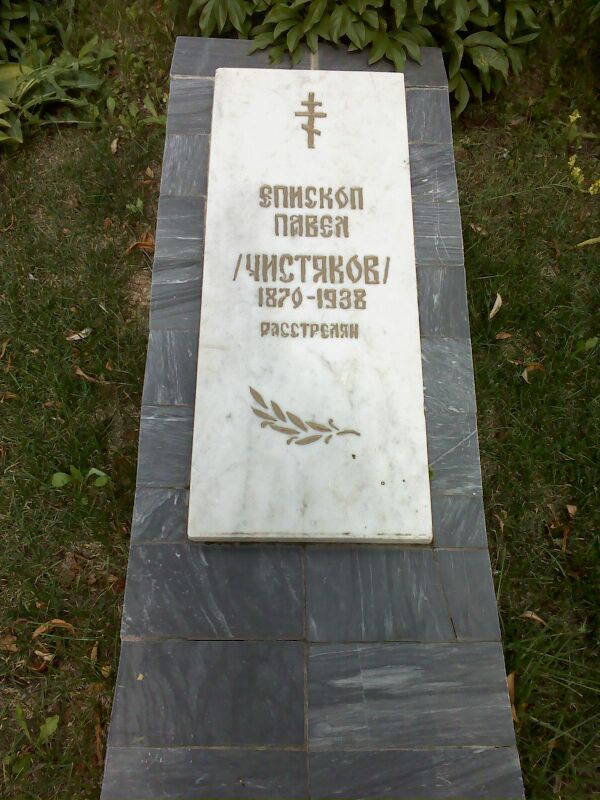 ЕПИСКОП
ПАВЕЛ
/ЧИСТЯКОВ/
1870-1938
РАССТРЕЛЯН